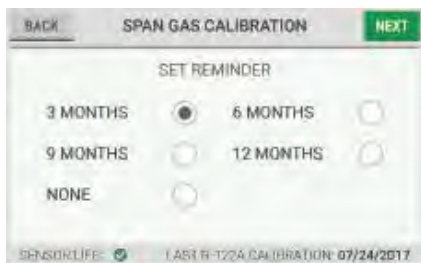 BACK SPAN GAS CALIBRATION NEXT
SET REMINDER
3 MONTHS 6 MONTHS
9 MONTHS 12 MONTHS
NONE
SENSOR LIFE: LAST R-122A CALIBRATION: 07/24/2017